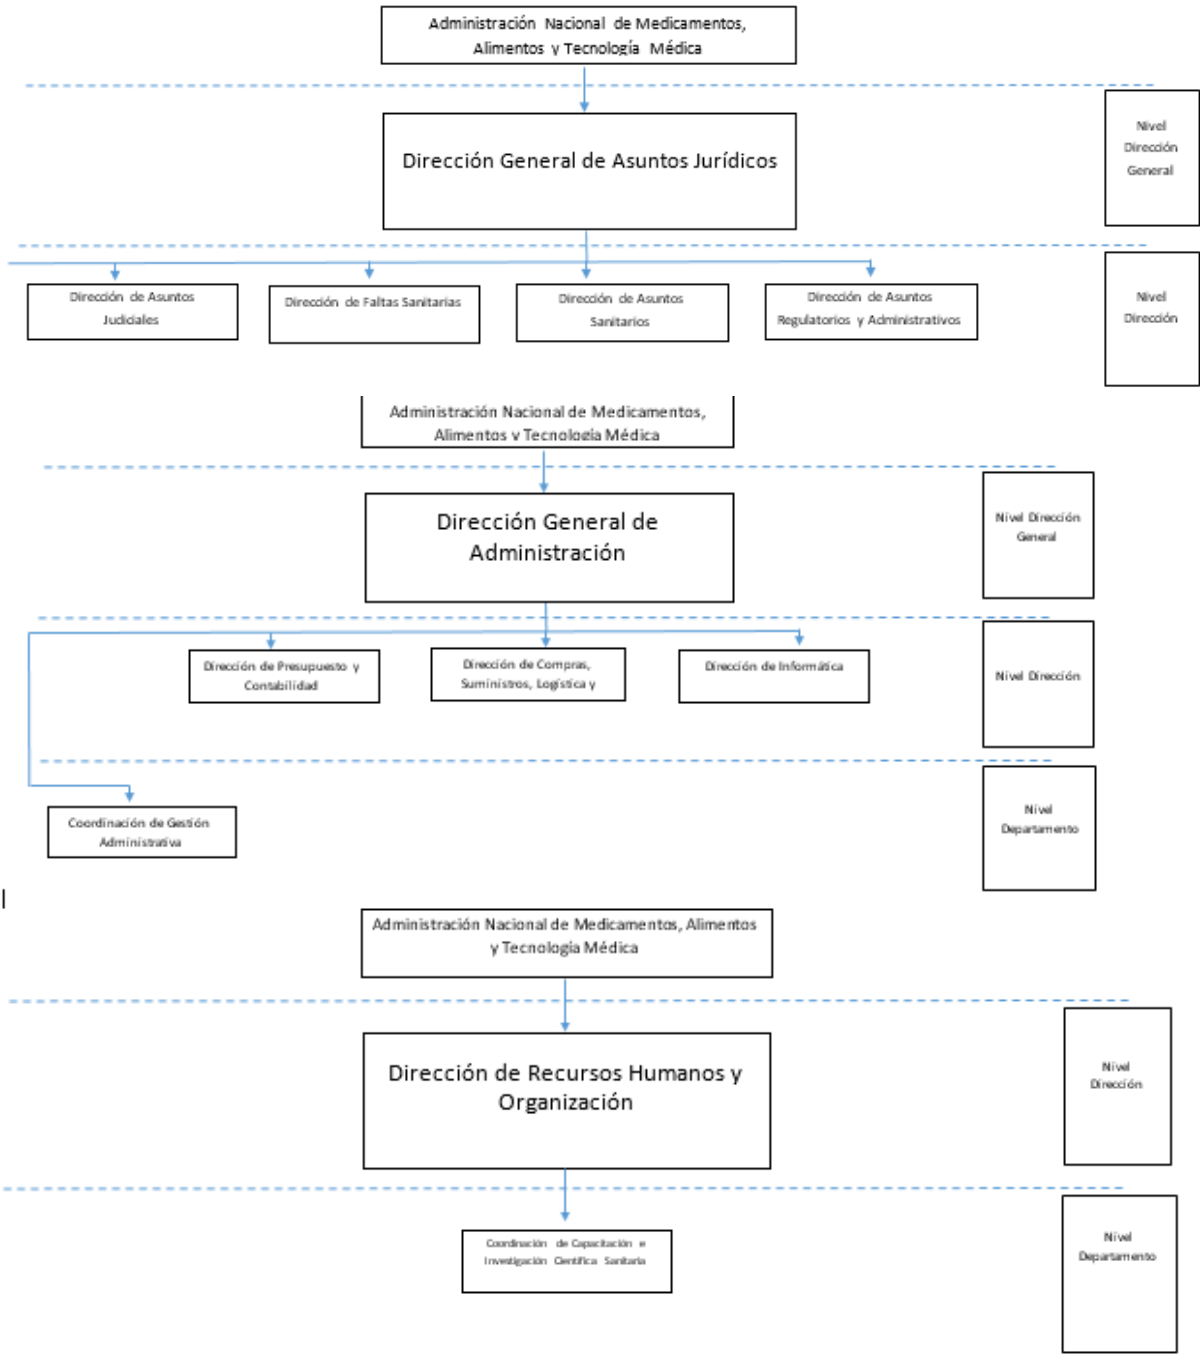 Administración Nacional de Medicamentos,
Alimentos y Tecnología Médica
Nivel
Dirección
General
Dirección General de Asuntos Jurídicos
Dirección de Asuntos
Judiciales
Dirección de Faltas Sanitarias
Dirección de Asuntos
Sanitarios
Dirección de Asuntos
Regulatorios y Administrativos
Nivel
Dirección
Administración Nacional de Medicamentos,
Alimentos y Tecnología Médica
Dirección General de
Administración
Nivel Dirección
General
Dirección de Presupuesto y
Contabilidad
Dirección de Compras,
Suministros, Logística y
Dirección de Informática
Nivel Dirección
Coordinación de Gestión
Administrativa
Nivel
Departamento
Administración Nacional de Medicamentos, Alimentos
y Tecnología Médica
Dirección de Recursos Humanos y
Organización
Nivel
Dirección
Coordinación de Capacitación e
Investigación Científica Sanitaria
Nivel
Departamento